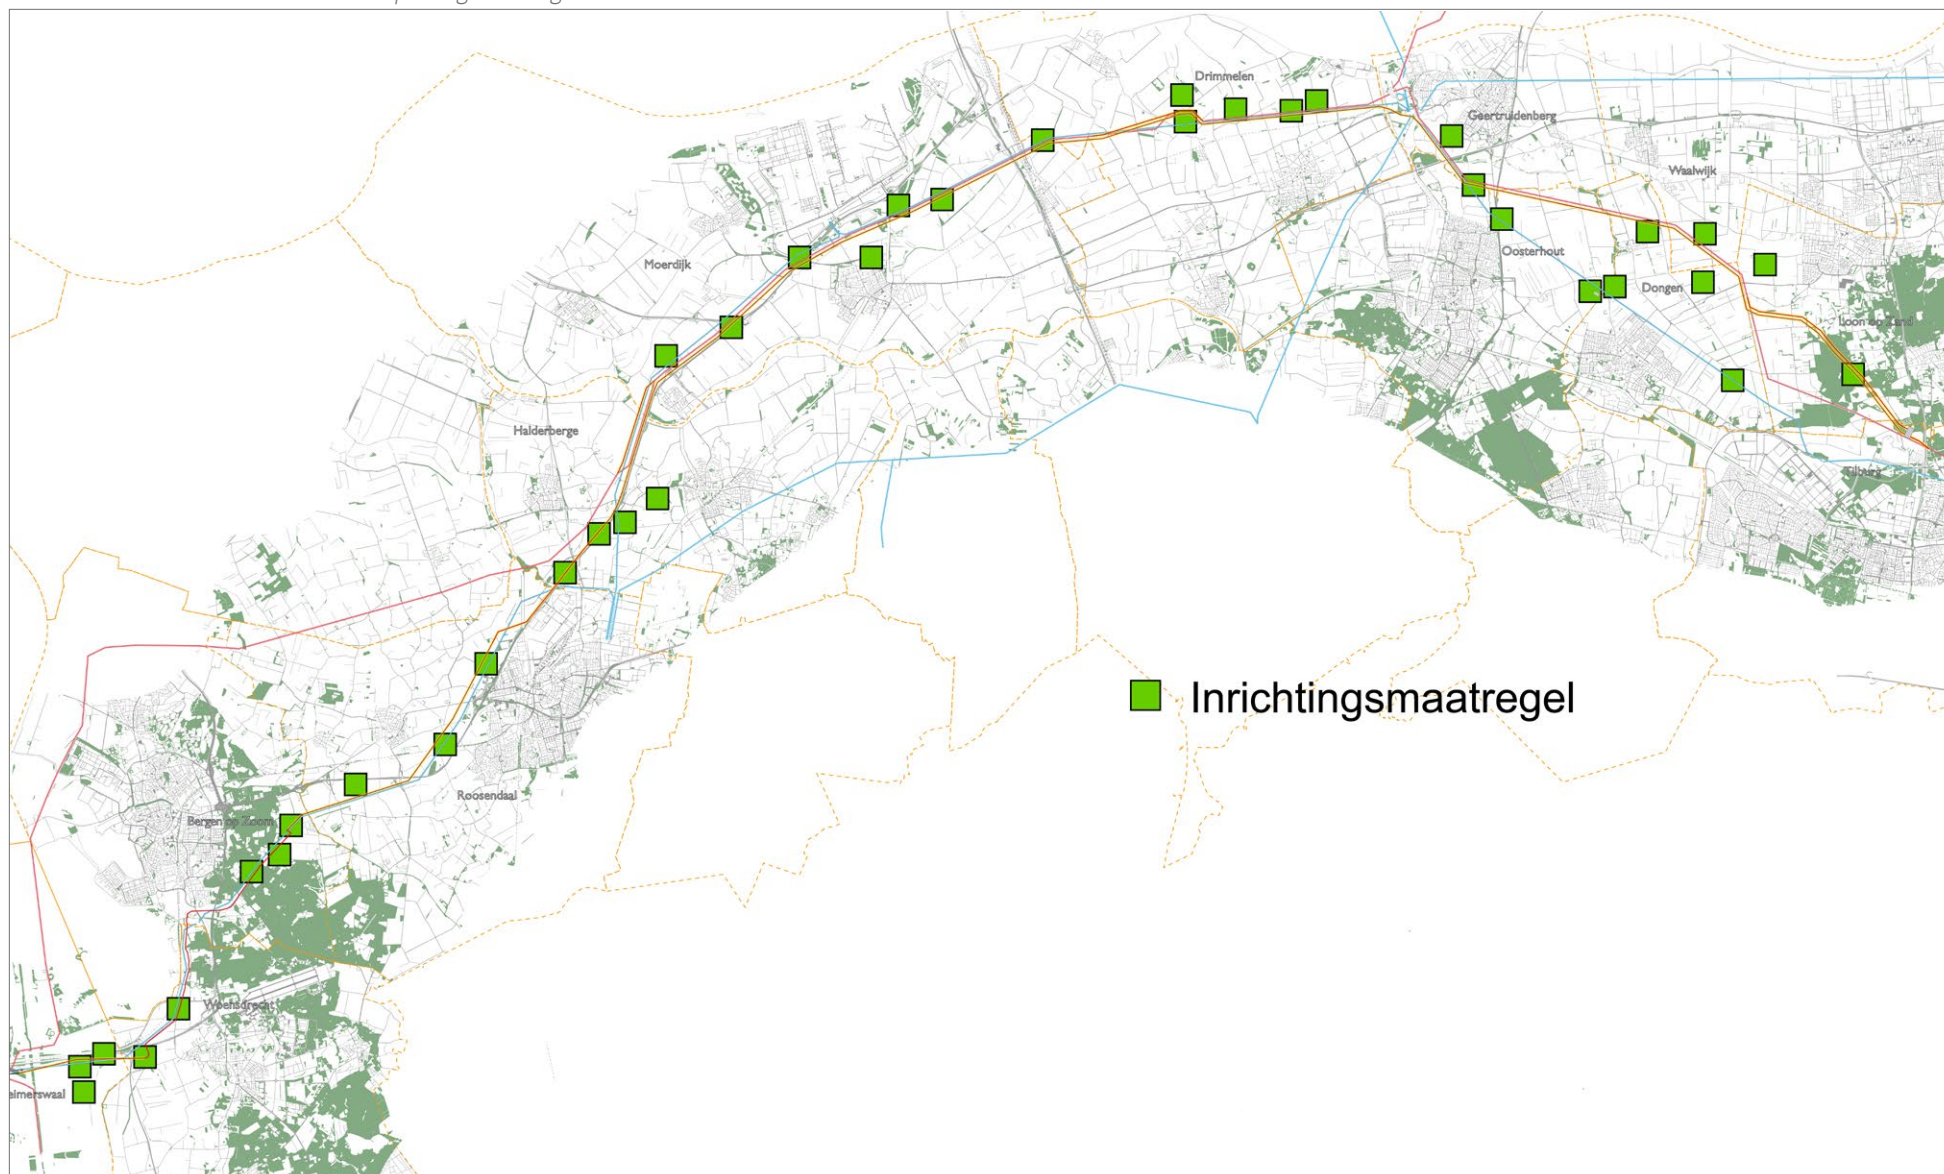 Drimmelen
Geertruidenberg
Waalwijk
Moerdijk
Oosterhout
Dongen
Loon op Zand
Halderberge
Tilburg
Inrichtingsmaatregel
Roosendaal
Bergen op Zoom
Woensdrecht
eimerswaal